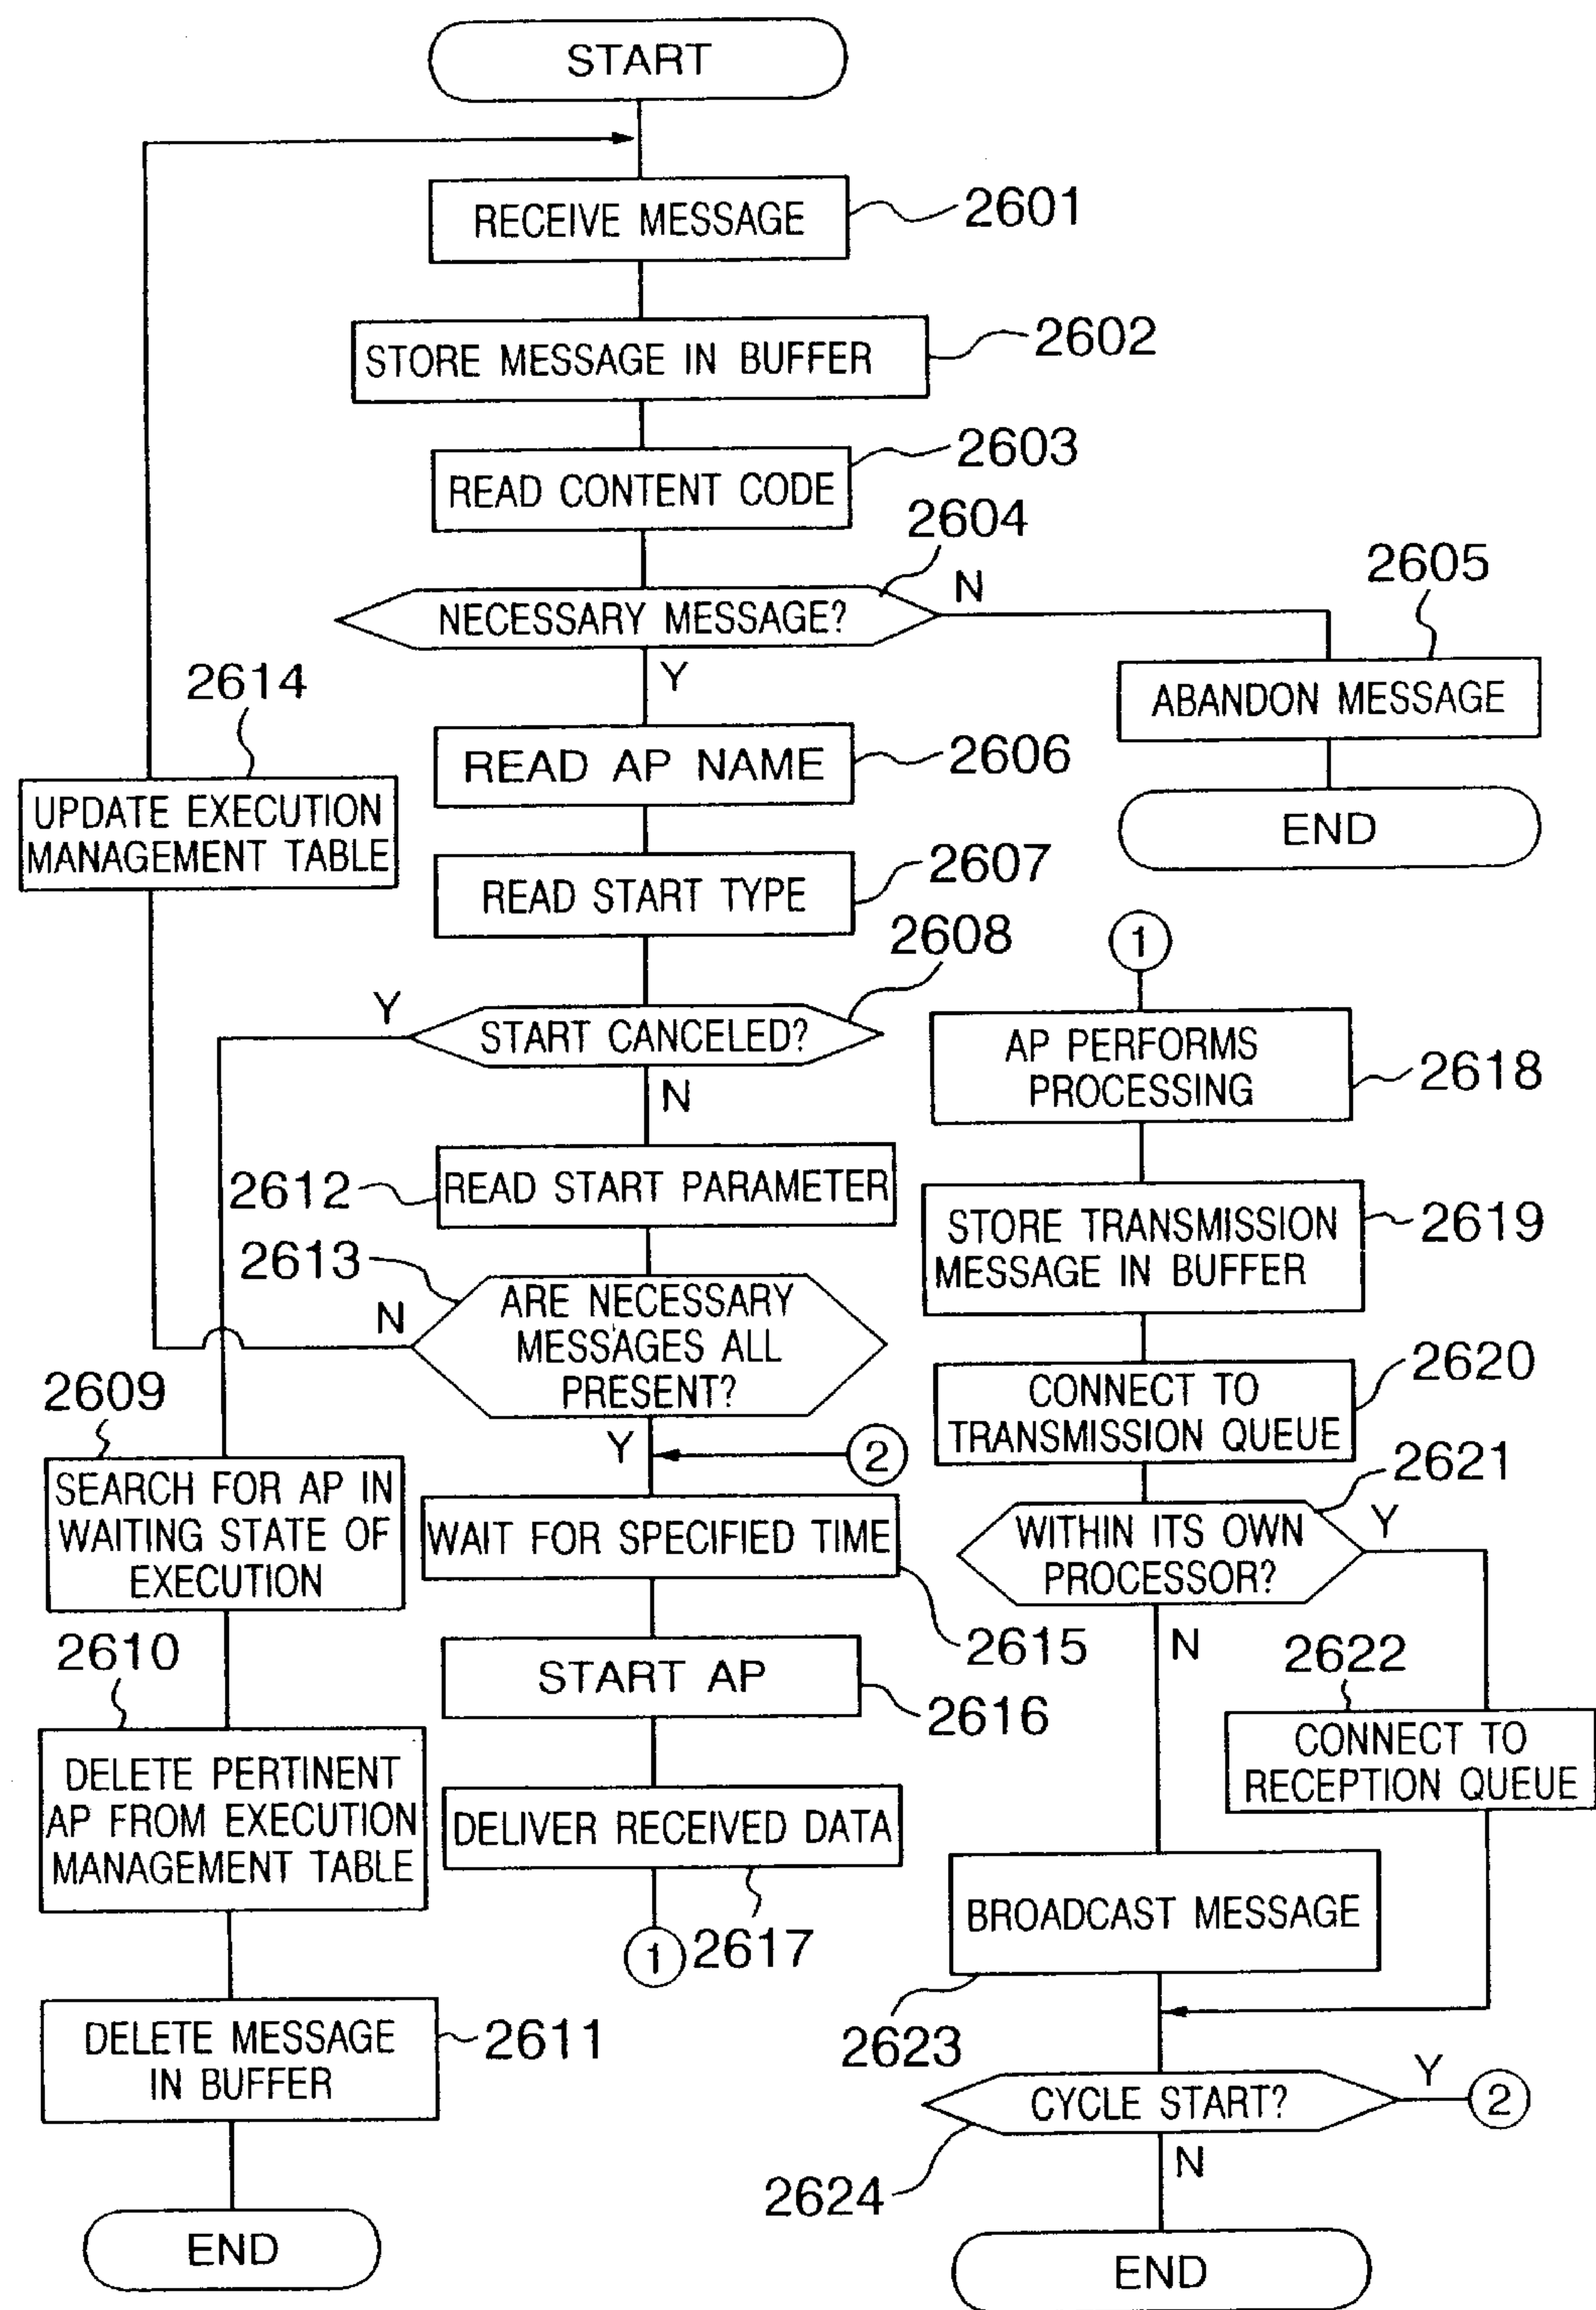 START
RECEIVE MESSAGE
2601
STORE MESSAGE IN BUFFER
2602
READ CONTENT CODE
2603
NECESSARY MESSAGE?
2604
N
Y
2605
ABANDON MESSAGE
END
2614
UPDATE EXECUTION
MANAGEMENT TABLE
READ AP NAME
2606
READ START TYPE
2607
START CANCELED?
2608
Y
N
2612
READ START PARAMETER
2613
ARE NECESSARY
MESSAGES ALL
PRESENT?
N
Y
2
2609
SEARCH FOR AP IN
WAITING STATE OF
EXECUTION
2610
DELETE PERTINENT
AP FROM EXECUTION
MANAGEMENT TABLE
DELETE MESSAGE
IN BUFFER
2611
END
WAIT FOR SPECIFIED TIME
2615
START AP
2616
DELIVER RECEIVED DATA
2617
1
1
AP PERFORMS
PROCESSING
2618
STORE TRANSMISSION
MESSAGE IN BUFFER
2619
CONNECT TO
TRANSMISSION QUEUE
2620
2621
WITHIN ITS OWN
PROCESSOR?
Y
N
2622
CONNECT TO
RECEPTION QUEUE
BROADCAST MESSAGE
2623
CYCLE START?
Y
2
2624
N
END